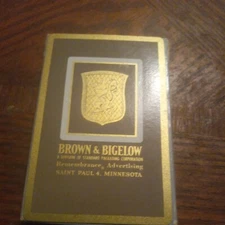 BROWN & BIGELOW
A DIVISION OF STANDARD PACKAGING CORPORATION
Remembrance Advertising
SAINT PAUL 4, MINNESOTA